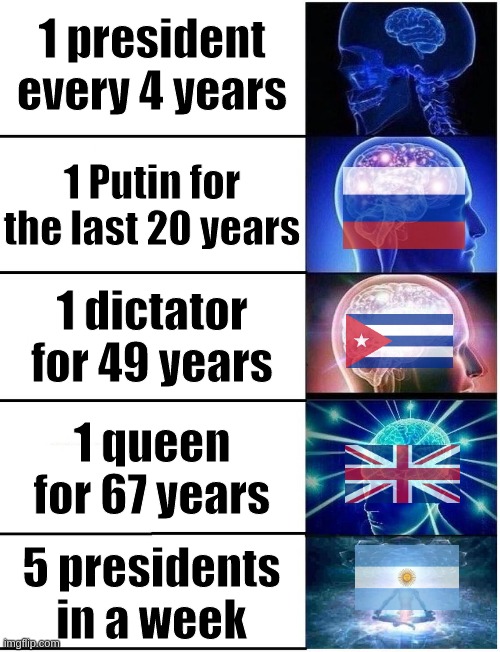 1 president
every 4 years
1 Putin for
the last 20 years
1 dictator
for 49 years
1 queen
for 67 years
5 presidents
in a week
imgflip.com